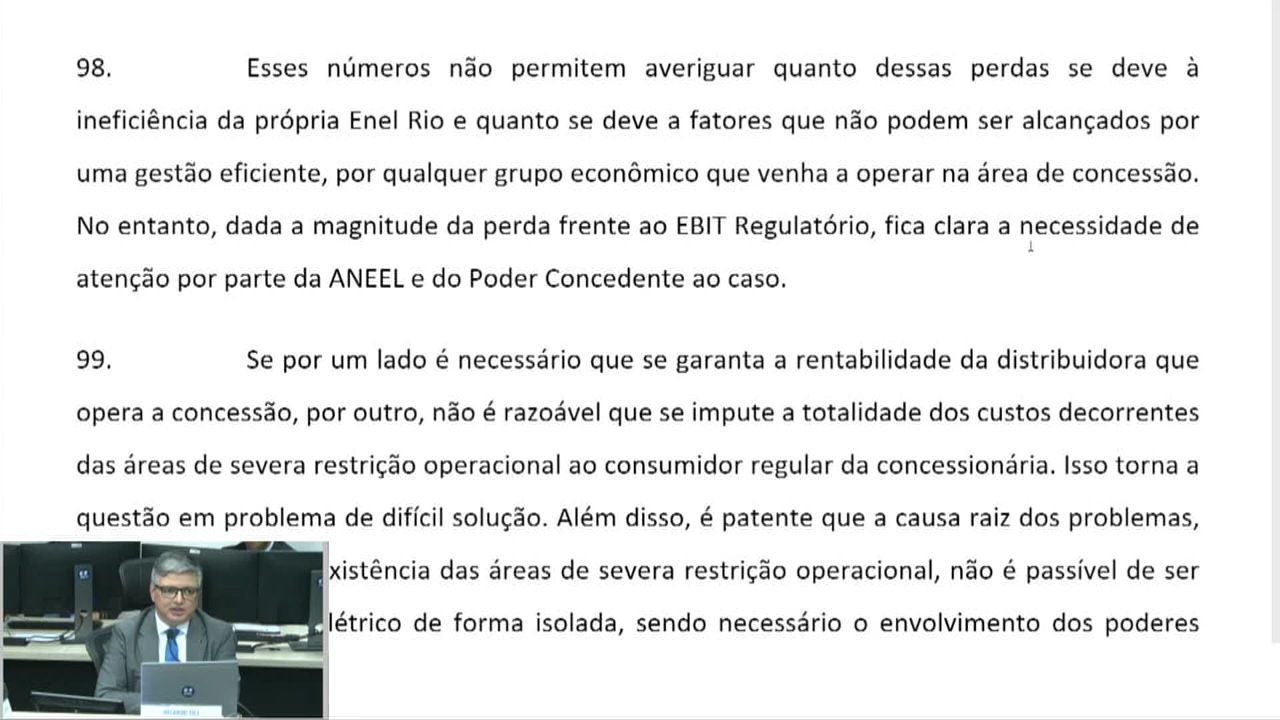 98. Esses números não permitem averiguar quanto dessas perdas se deve à
ineficiência da própria Enel Rio e quanto se deve a fatores que não podem ser alcançados por
uma gestão eficiente, por qualquer grupo econômico que venha a operar na área de concessão.
No entanto, dada a magnitude da perda frente ao EBIT Regulatório, fica clara a necessidade de
atenção por parte da ANEEL e do Poder Concedente ao caso.
99. Se por um lado é necessário que se garanta a rentabilidade da distribuidora que
opera a concessão, por outro, não é razoável que se impute a totalidade dos custos decorrentes
das áreas de severa restrição operacional ao consumidor regular da concessionária. Isso torna a
questão em problema de difícil solução. Além disso, é patente que a causa raiz dos problemas,
xistência das áreas de severa restrição operacional, não é passível de ser
létrico de forma isolada, sendo necessário o envolvimento dos poderes